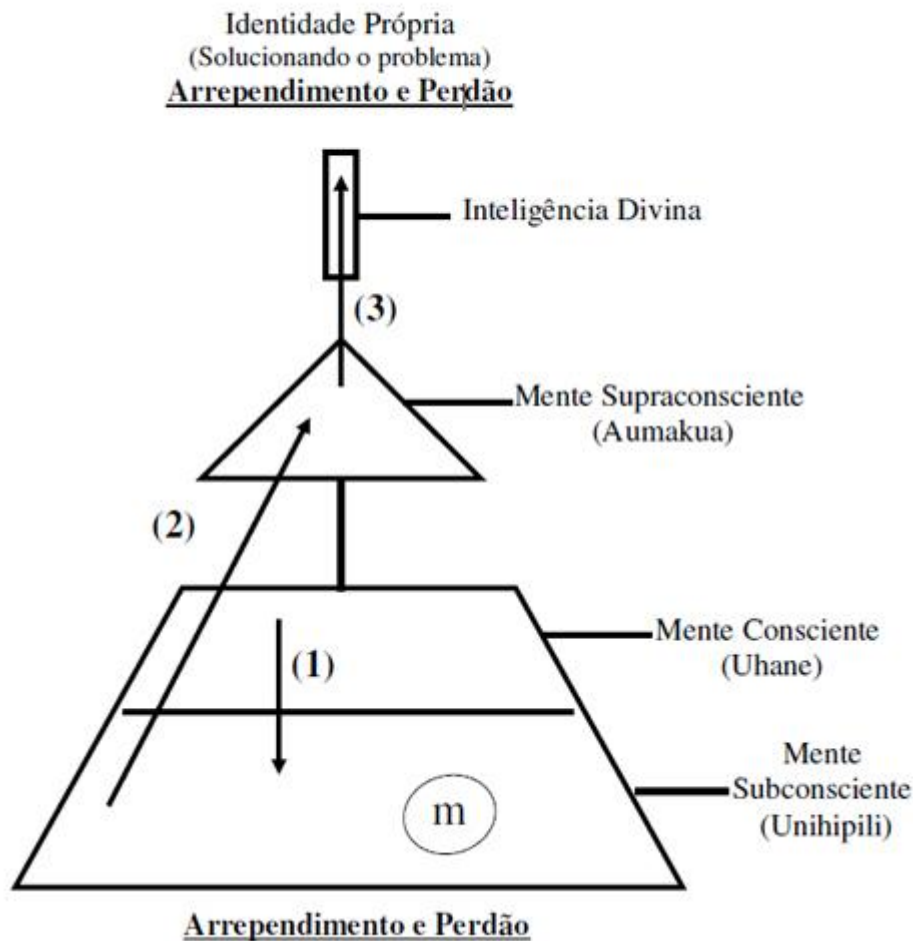 Identidade Própria
(Solucionando o problema)
Arrependimento e Perdão
Inteligência Divina
(3)
Mente Supraconsciente
(Aumakua)
(2)
Mente Consciente
(Uhane)
(1)
Mente
Subconsciente
(Unihipili)
m
Arrependimento e Perdão